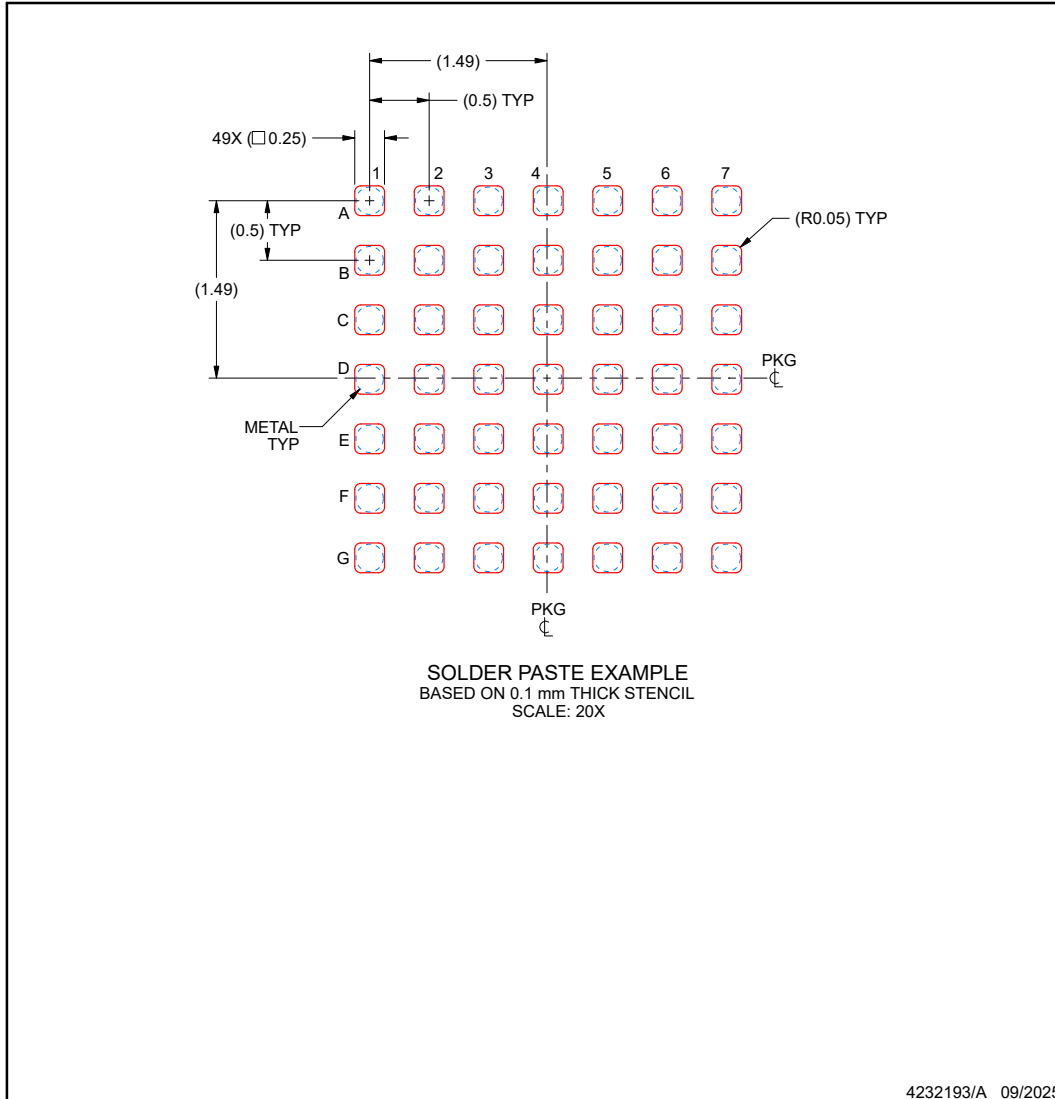 (1.49)
(0.5) TYP
49X (□ 0.25)
1 2 3 4 5 6 7
A
(R0.05) TYP
(0.5) TYP
B
(1.49)
C
D
PKG
℄
METAL
TYP
E
F
G
PKG
℄
SOLDER PASTE EXAMPLE
BASED ON 0.1 mm THICK STENCIL
SCALE: 20X
4232193/A 09/2025